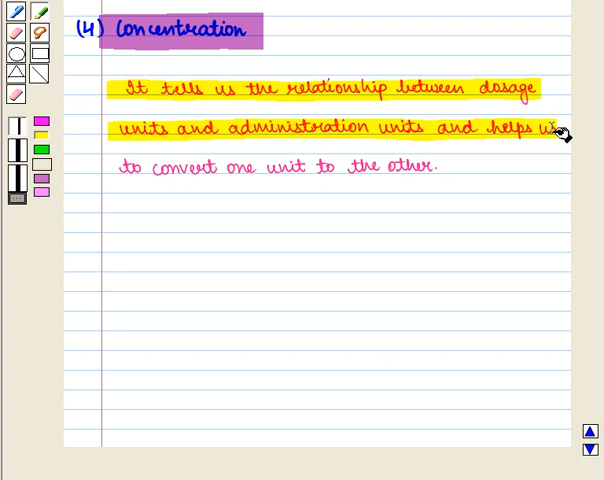 (4) Concentration
It tells us the relationship between dosage
units and administration units and helps us
to convert one unit to the other.